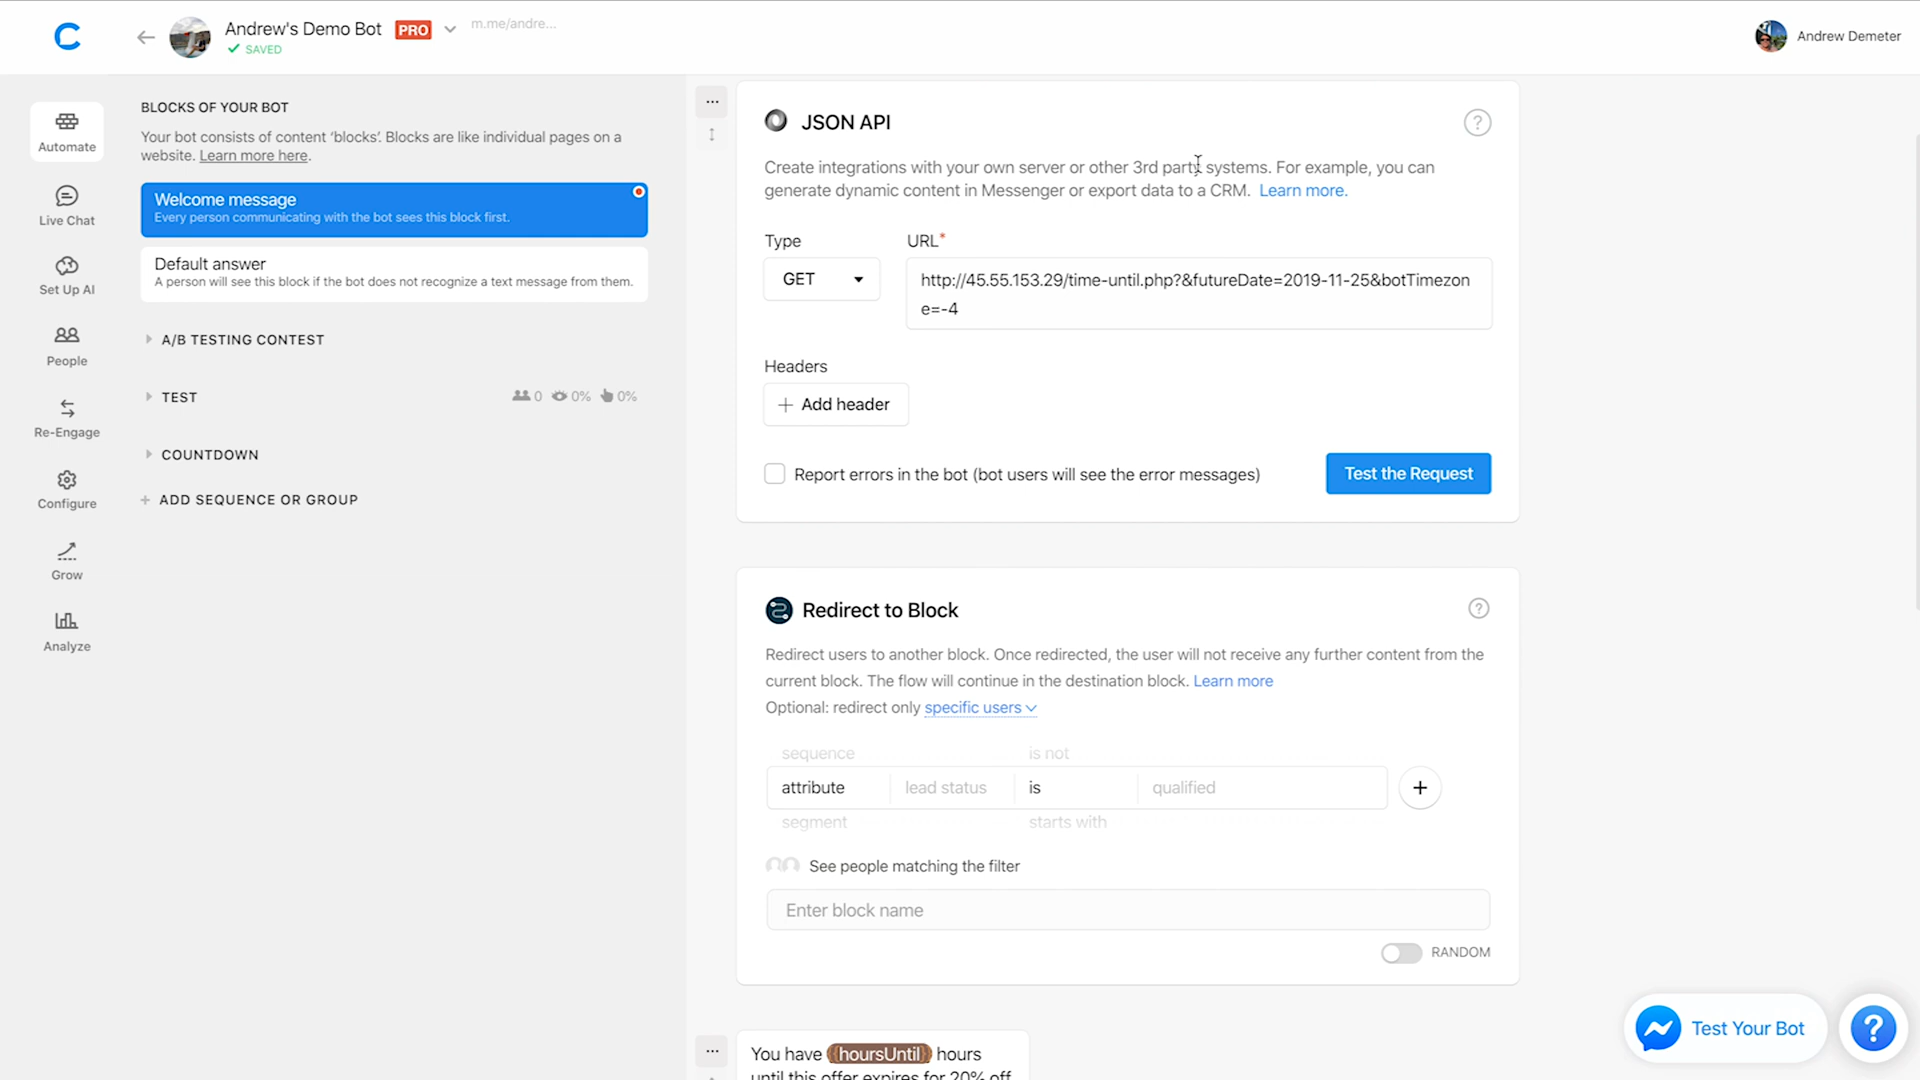 Andrew's Demo Bot PRO m.me/andre...
SAVED
Andrew Demeter
Automate
Live Chat
Set Up AI
People
Re-Engage
Configure
Grow
Analyze
BLOCKS OF YOUR BOT
Your bot consists of content ‘blocks’. Blocks are like individual pages on a
website. Learn more here.
Welcome message
Every person communicating with the bot sees this block first.
Default answer
A person will see this block if the bot does not recognize a text message from them.
A/B TESTING CONTEST
TEST 0 0% 0%
COUNTDOWN
+ ADD SEQUENCE OR GROUP
JSON API ?
Create integrations with your own server or other 3rd party systems. For example, you can
generate dynamic content in Messenger or export data to a CRM. Learn more.
Type URL*
GET
http://45.55.153.29/time-until.php?&futureDate=2019-11-25&botTimezon
e=-4
Headers
+ Add header
Report errors in the bot (bot users will see the error messages) Test the Request
Redirect to Block ?
Redirect users to another block. Once redirected, the user will not receive any further content from the
current block. The flow will continue in the destination block. Learn more
Optional: redirect only specific users
sequence is not
attribute lead status is qualified +
segment starts with
See people matching the filter
Enter block name
RANDOM
You have {{hoursUntil}} hours
until this offer expires for 20% off
Test Your Bot ?